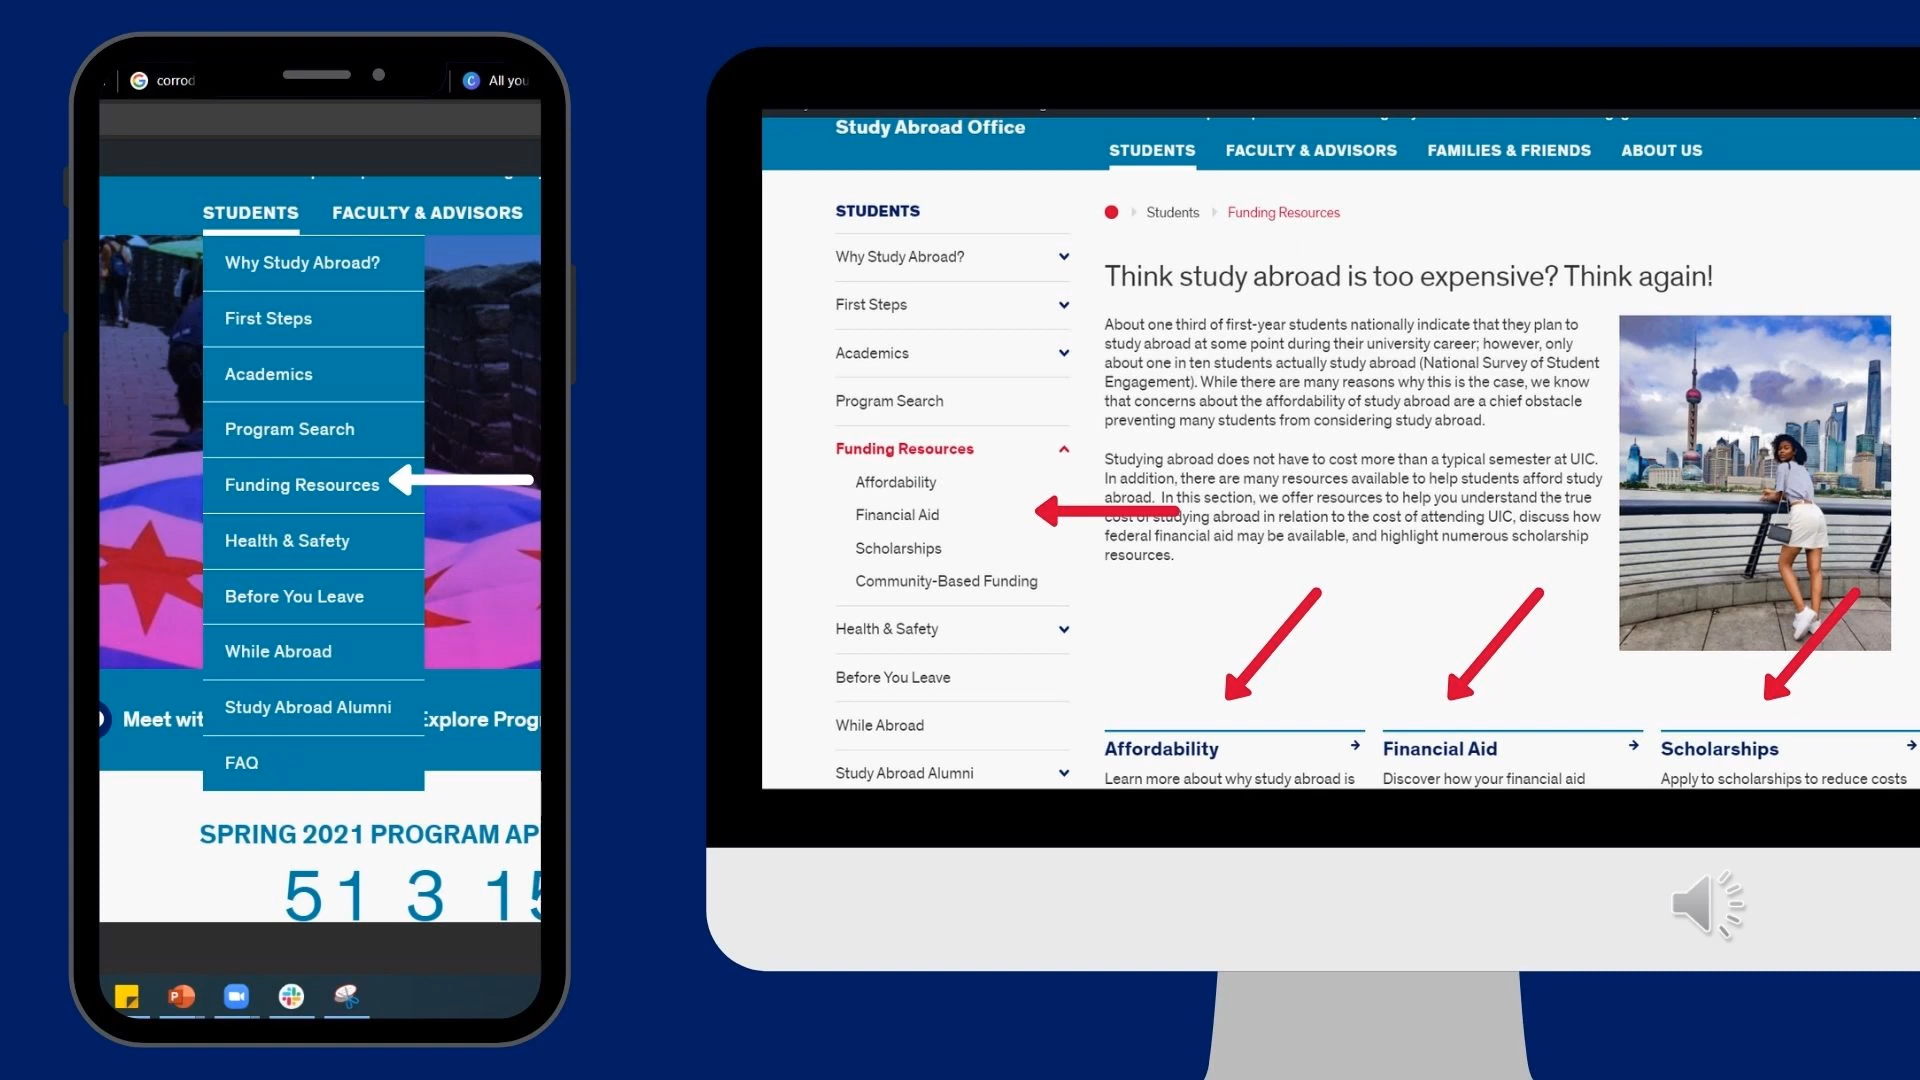 corrod
All you
STUDENTS FACULTY & ADVISORS
Why Study Abroad?
First Steps
Academics
Program Search
Funding Resources
Health & Safety
Before You Leave
While Abroad
Study Abroad Alumni
FAQ
Meet wit
Explore Prog
SPRING 2021 PROGRAM AP
51 3 15
Study Abroad Office
STUDENTS FACULTY & ADVISORS FAMILIES & FRIENDS ABOUT US
STUDENTS
Why Study Abroad?
First Steps
Academics
Program Search
Funding Resources
Affordability
Financial Aid
Scholarships
Community-Based Funding
Health & Safety
Before You Leave
While Abroad
Study Abroad Alumni
Students Funding Resources
Think study abroad is too expensive? Think again!
About one third of first-year students nationally indicate that they plan to
study abroad at some point during their university career; however, only
about one in ten students actually study abroad (National Survey of Student
Engagement). While there are many reasons why this is the case, we know
that concerns about the affordability of study abroad are a chief obstacle
preventing many students from considering study abroad.
Studying abroad does not have to cost more than a typical semester at UIC.
In addition, there are many resources available to help students afford study
abroad. In this section, we offer resources to help you understand the true
cost of studying abroad in relation to the cost of attending UIC, discuss how
federal financial aid may be available, and highlight numerous scholarship
resources.
Affordability
Learn more about why study abroad is
Financial Aid
Discover how your financial aid
Scholarships
Apply to scholarships to reduce costs